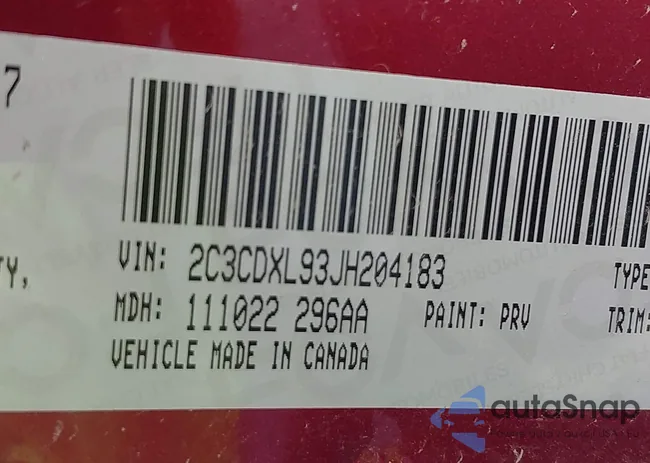 7
VIN: 2C3CDXL93JH204183 TYPE
TY,
MDH: 111022 296AA PAINT: PRV TRIM:
VEHICLE MADE IN CANADA
autoSnap